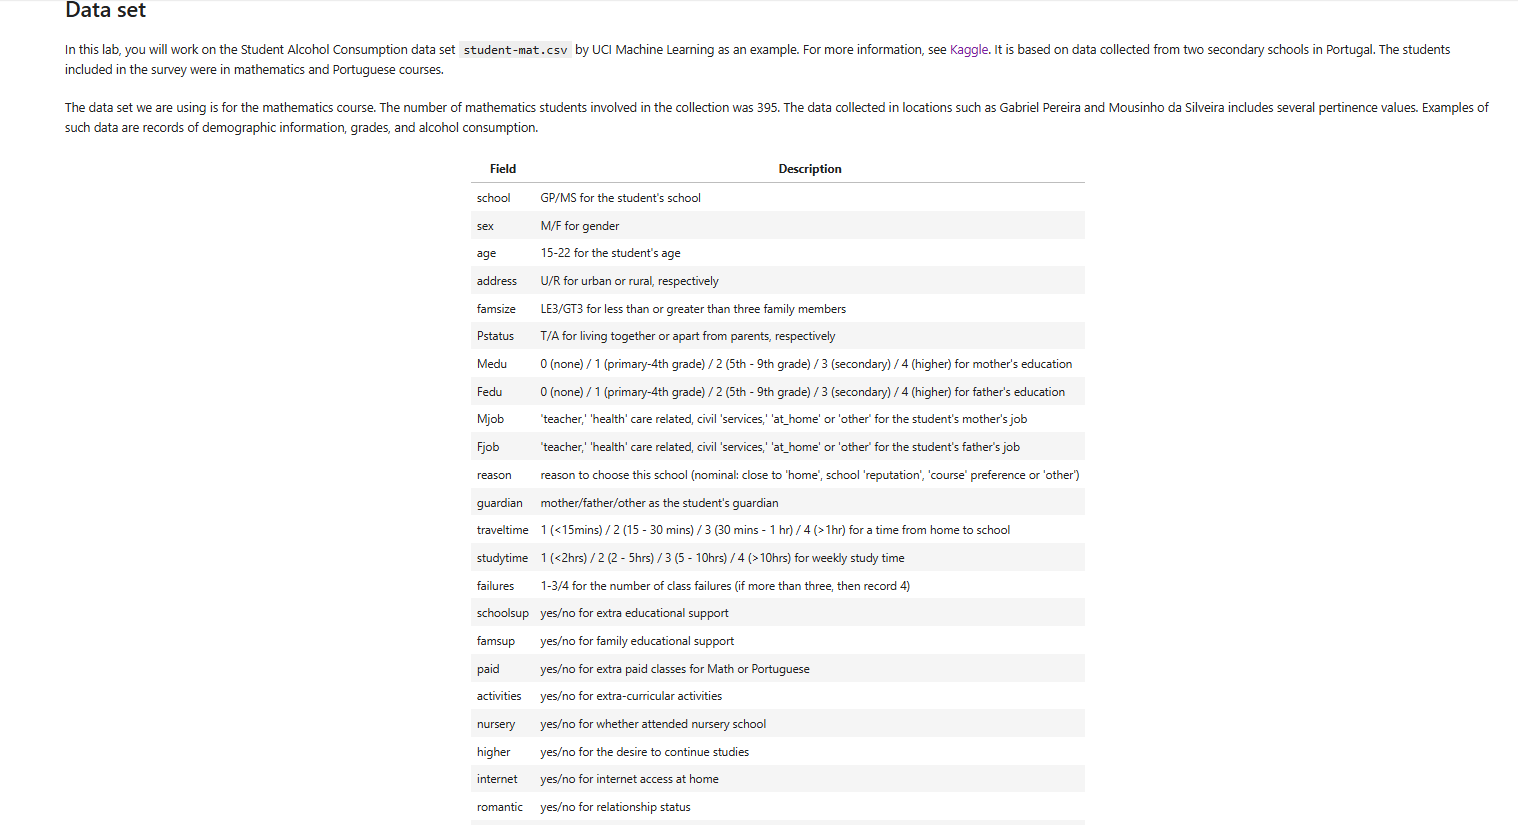 Data set
In this lab, you will work on the Student Alcohol Consumption data set student-mat.csv by UCI Machine Learning as an example. For more information, see Kaggle. It is based on data collected from two secondary schools in Portugal. The students
included in the survey were in mathematics and Portuguese courses.
The data set we are using is for the mathematics course. The number of mathematics students involved in the collection was 395. The data collected in locations such as Gabriel Pereira and Mousinho da Silveira includes several pertinence values. Examples of
such data are records of demographic information, grades, and alcohol consumption.
Field Description
school GP/MS for the student's school
sex M/F for gender
age 15-22 for the student's age
address U/R for urban or rural, respectively
famsize LE3/GT3 for less than or greater than three family members
Pstatus T/A for living together or apart from parents, respectively
Medu 0 (none) / 1 (primary-4th grade) / 2 (5th - 9th grade) / 3 (secondary) / 4 (higher) for mother's education
Fedu 0 (none) / 1 (primary-4th grade) / 2 (5th - 9th grade) / 3 (secondary) / 4 (higher) for father's education
Mjob 'teacher,' 'health' care related, civil 'services,' 'at_home' or 'other' for the student's mother's job
Fjob 'teacher,' 'health' care related, civil 'services,' 'at_home' or 'other' for the student's father's job
reason reason to choose this school (nominal: close to 'home', school 'reputation', 'course' preference or 'other')
guardian mother/father/other as the student's guardian
traveltime 1 (<15mins) / 2 (15 - 30 mins) / 3 (30 mins - 1 hr) / 4 (>1hr) for a time from home to school
studytime 1 (<2hrs) / 2 (2 - 5hrs) / 3 (5 - 10hrs) / 4 (>10hrs) for weekly study time
failures 1-3/4 for the number of class failures (if more than three, then record 4)
schoolsup yes/no for extra educational support
famsup yes/no for family educational support
paid yes/no for extra paid classes for Math or Portuguese
activities yes/no for extra-curricular activities
nursery yes/no for whether attended nursery school
higher yes/no for the desire to continue studies
internet yes/no for internet access at home
romantic yes/no for relationship status